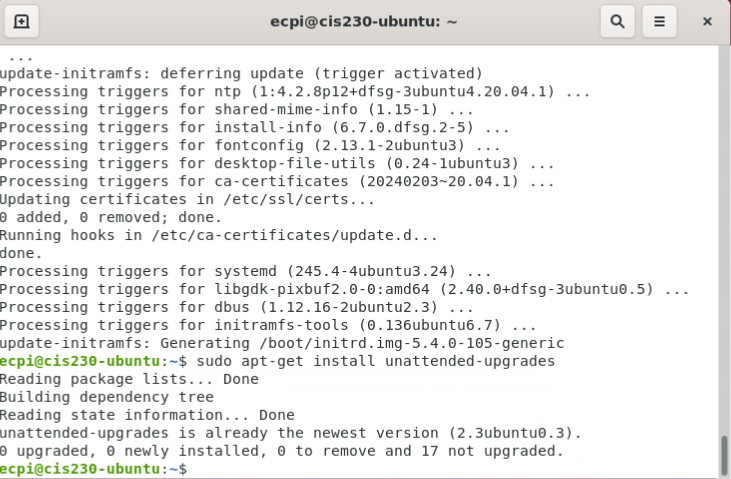 ecpi@cis230-ubuntu: ~
...
update-initramfs: deferring update (trigger activated)
Processing triggers for ntp (1:4.2.8p12+dfsg-3ubuntu4.20.04.1) ...
Processing triggers for shared-mime-info (1.15-1) ...
Processing triggers for install-info (6.7.0.dfsg.2-5) ...
Processing triggers for fontconfig (2.13.1-2ubuntu3) ...
Processing triggers for desktop-file-utils (0.24-1ubuntu3) ...
Processing triggers for ca-certificates (20240203~20.04.1) ...
Updating certificates in /etc/ssl/certs...
0 added, 0 removed; done.
Running hooks in /etc/ca-certificates/update.d...
done.
Processing triggers for systemd (245.4-4ubuntu3.24) ...
Processing triggers for libgdk-pixbuf2.0-0:amd64 (2.40.0+dfsg-3ubuntu0.5) ...
Processing triggers for dbus (1.12.16-2ubuntu2.3) ...
Processing triggers for initramfs-tools (0.136ubuntu6.7) ...
update-initramfs: Generating /boot/initrd.img-5.4.0-105-generic
ecpi@cis230-ubuntu:~$ sudo apt-get install unattended-upgrades
Reading package lists... Done
Building dependency tree
Reading state information... Done
unattended-upgrades is already the newest version (2.3ubuntu0.3).
0 upgraded, 0 newly installed, 0 to remove and 17 not upgraded.
ecpi@cis230-ubuntu:~$